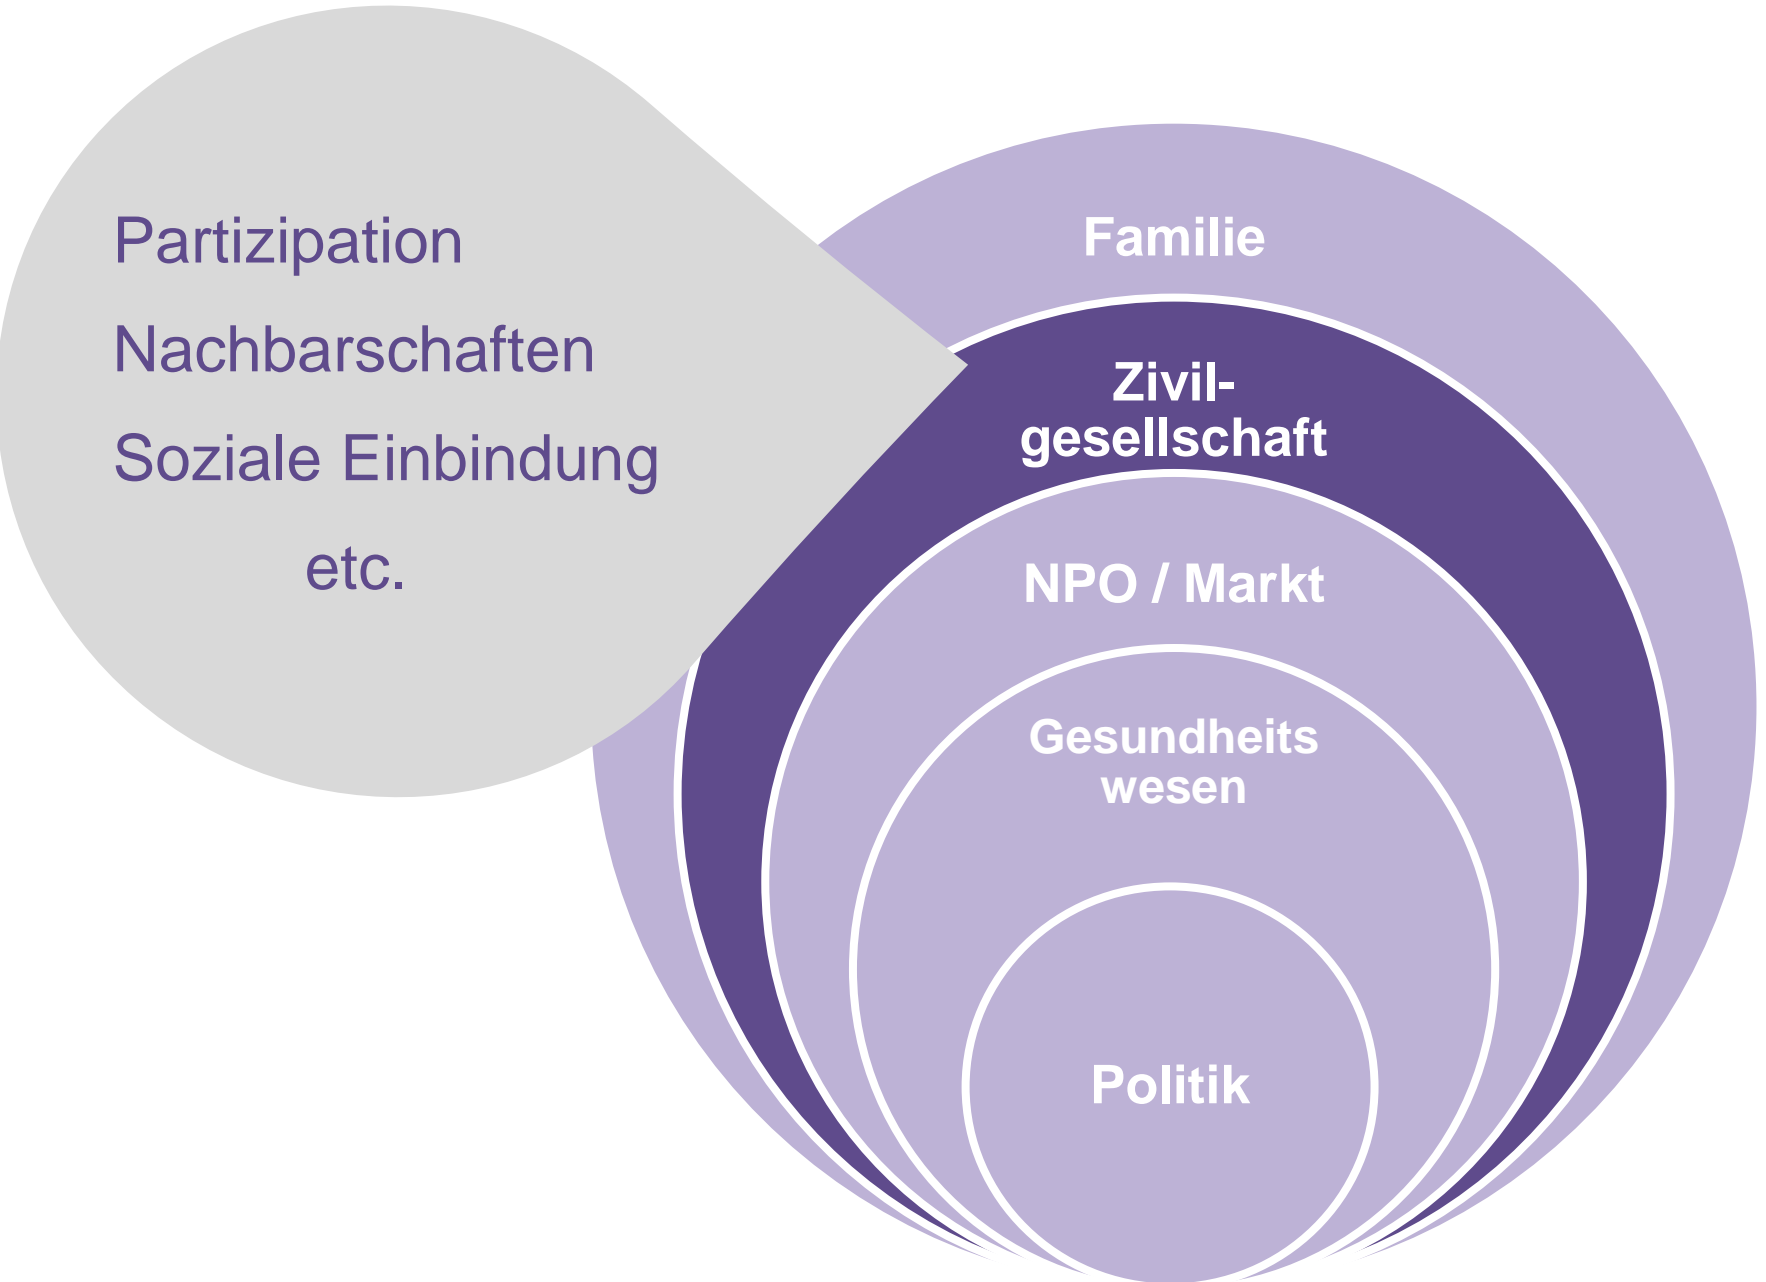 Partizipation
Nachbarschaften
Soziale Einbindung
etc.
Familie
Zivil-
gesellschaft
NPO / Markt
Gesundheits
wesen
Politik